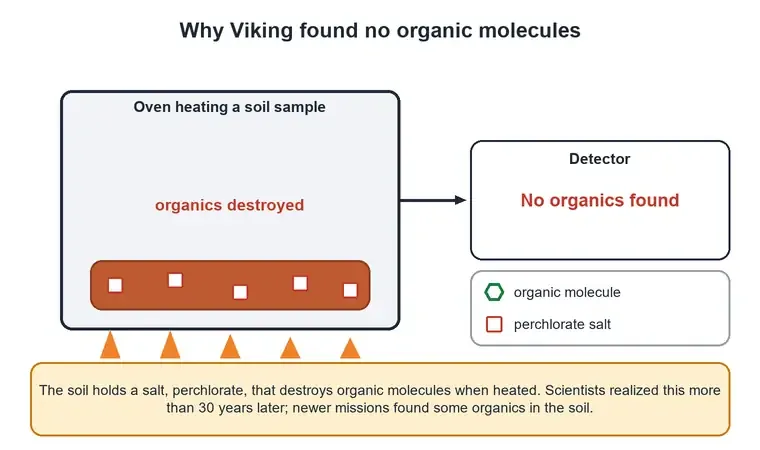 Why Viking found no organic molecules
Oven heating a soil sample
organics destroyed
Detector
No organics found
organic molecule
perchlorate salt
The soil holds a salt, perchlorate, that destroys organic molecules when heated. Scientists realized this more
than 30 years later; newer missions found some organics in the soil.